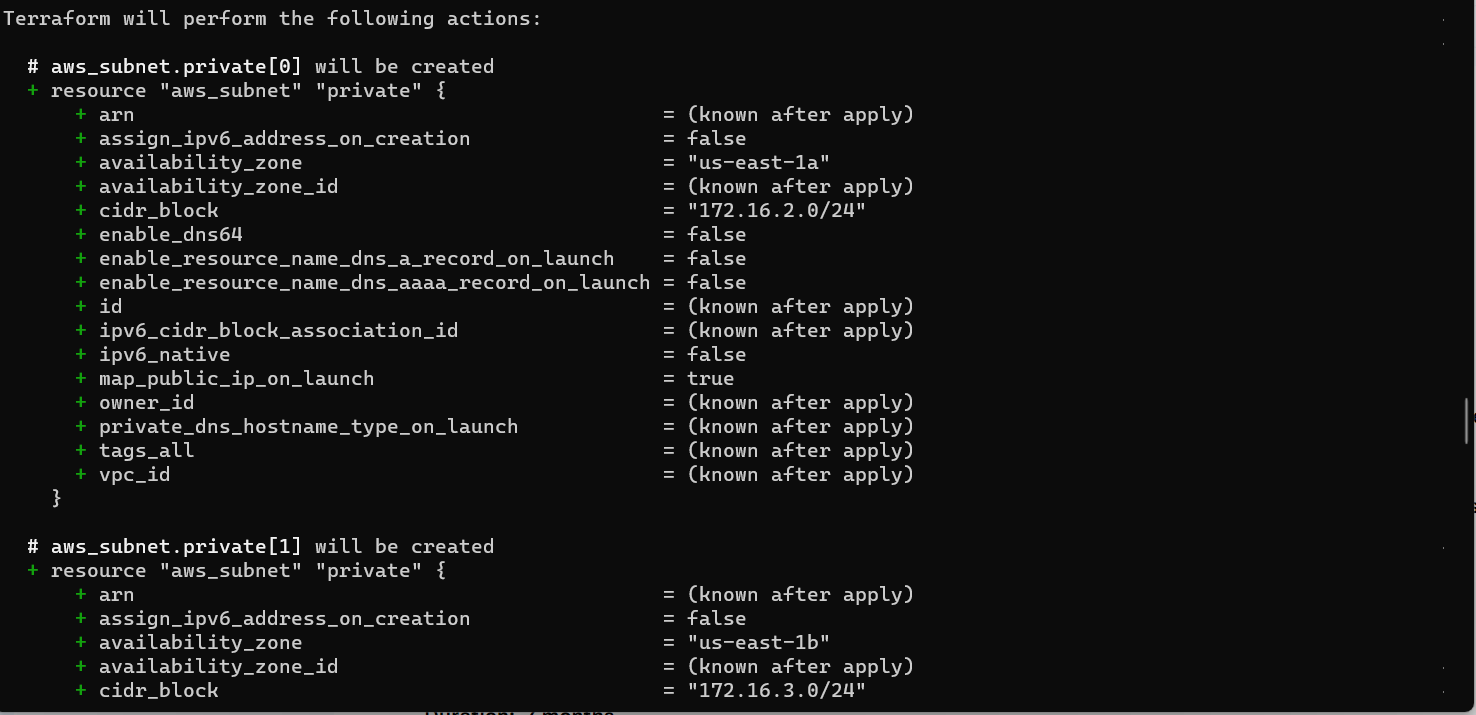 Terraform will perform the following actions:
# aws_subnet.private[0] will be created
+ resource "aws_subnet" "private" {
+ arn = (known after apply)
+ assign_ipv6_address_on_creation = false
+ availability_zone = "us-east-1a"
+ availability_zone_id = (known after apply)
+ cidr_block = "172.16.2.0/24"
+ enable_dns64 = false
+ enable_resource_name_dns_a_record_on_launch = false
+ enable_resource_name_dns_aaaa_record_on_launch = false
+ id = (known after apply)
+ ipv6_cidr_block_association_id = (known after apply)
+ ipv6_native = false
+ map_public_ip_on_launch = true
+ owner_id = (known after apply)
+ private_dns_hostname_type_on_launch = (known after apply)
+ tags_all = (known after apply)
+ vpc_id = (known after apply)
}
# aws_subnet.private[1] will be created
+ resource "aws_subnet" "private" {
+ arn = (known after apply)
+ assign_ipv6_address_on_creation = false
+ availability_zone = "us-east-1b"
+ availability_zone_id = (known after apply)
+ cidr_block = "172.16.3.0/24"